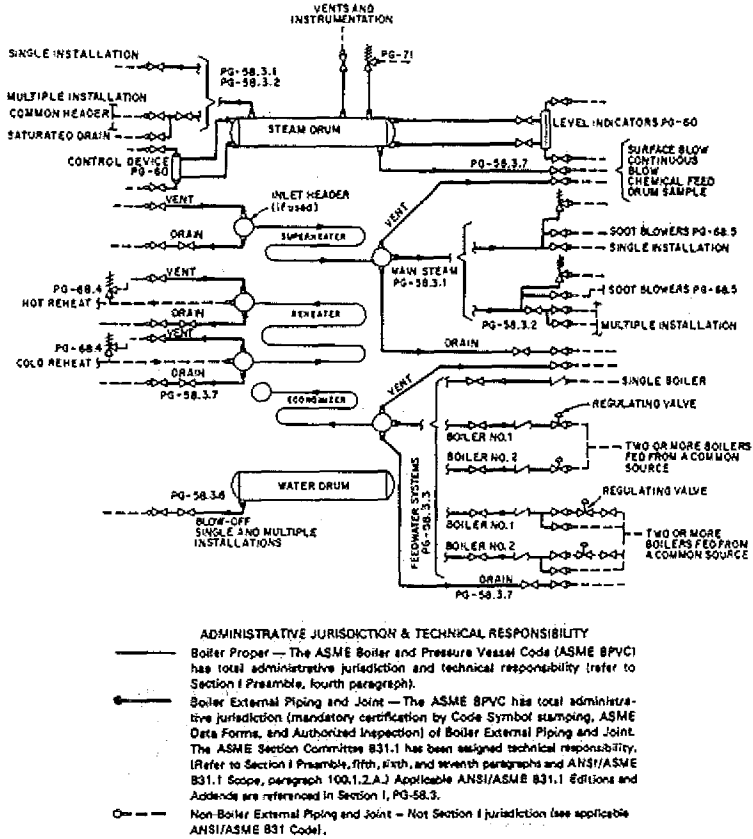 VENTS AND
INSTRUMENTATION
PG-71
SINGLE INSTALLATION
PG-58.3.1
PG-58.3.2
MULTIPLE INSTALLATION
COMMON HEADER
SATURATED DRAIN
STEAM DRUM
LEVEL INDICATORS PG-60
CONTROL DEVICE
PG-60
PG-58.3.7
SURFACE BLOW
CONTINUOUS
BLOW
CHEMICAL FEED
DRUM SAMPLE
VENT
INLET HEADER
(if used)
SUPERHEATER
VENT
DRAIN
SOOT BLOWERS PG-68.5
SINGLE INSTALLATION
MAIN STEAM
PG-58.3.1
PG-68.4
VENT
HOT REHEAT
REHEATER
SOOT BLOWERS PG-68.5
DRAIN
PG-58.3.2
MULTIPLE INSTALLATION
VENT
PG-68.4
DRAIN
COLD REHEAT
DRAIN
PG-58.3.7
ECONOMIZER
VENT
SINGLE BOILER
REGULATING VALVE
BOILER NO.1
TWO OR MORE BOILERS
FED FROM A COMMON
SOURCE
BOILER NO. 2
WATER DRUM
REGULATING VALVE
PG-58.3.6
FEEDWATER SYSTEMS
PG-58.3.3
BLOW-OFF
SINGLE AND MULTIPLE
INSTALLATIONS
BOILER NO.1
TWO OR MORE
BOILERS FED FROM
A COMMON SOURCE
BOILER NO. 2
DRAIN
PG-58.3.7
ADMINISTRATIVE JURISDICTION & TECHNICAL RESPONSIBILITY
Boiler Proper — The ASME Boiler and Pressure Vessel Code (ASME BPVC)
has total administrative jurisdiction and technical responsibility (refer to
Section I Preamble, fourth paragraph).
Boiler External Piping and Joint — The ASME BPVC has total administra-
tive jurisdiction (mandatory certification by Code Symbol stamping, ASME
Data Forms, and Authorized Inspection) of Boiler External Piping and Joint.
The ASME Section Committee B31.1 has been assigned technical responsibility.
(Refer to Section I Preamble, fifth, sixth, and seventh paragraphs and ANSI/ASME
B31.1 Scope, paragraph 100.1.2.A.) Applicable ANSI/ASME B31.1 Editions and
Addenda are referenced in Section I, PG-58.3.
Non-Boiler External Piping and Joint — Not Section I jurisdiction (see applicable
ANSI/ASME B31 Code).